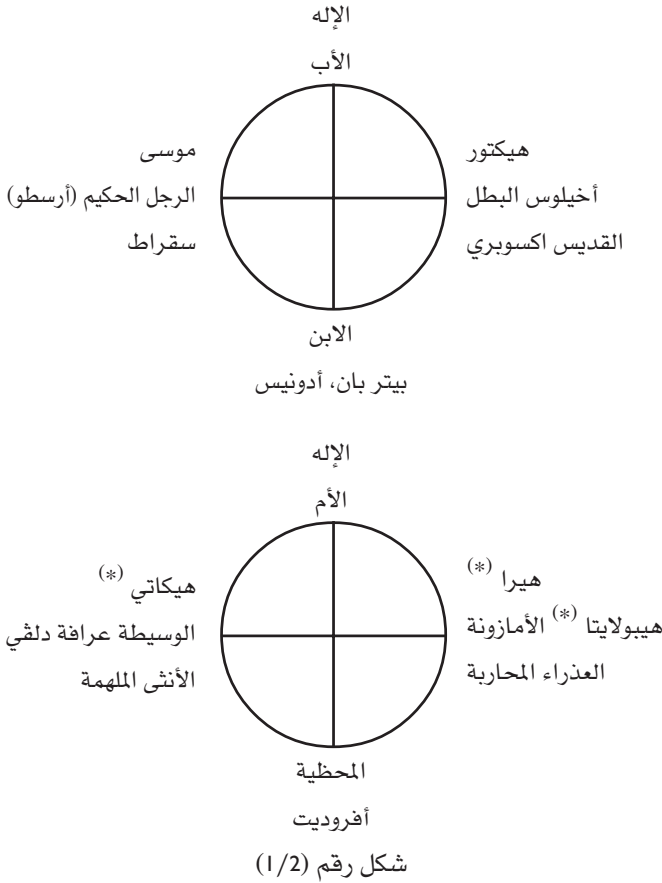 الإله
الأب
هيكتور
أخيلوس البطل
القديس اكسوبري
موسى
الرجل الحكيم (أرسطو)
سقراط
الابن
بيتر بان، أدونيس
الإله
الأم
هيرا (*)
هيبولايتا (*) الأمازونة
العذراء المحاربة
هيكاتي (*)
الوسيطة عرافة دلڤي
الأنثى الملهمة
المحظية
أفروديت
شكل رقم (1/2)